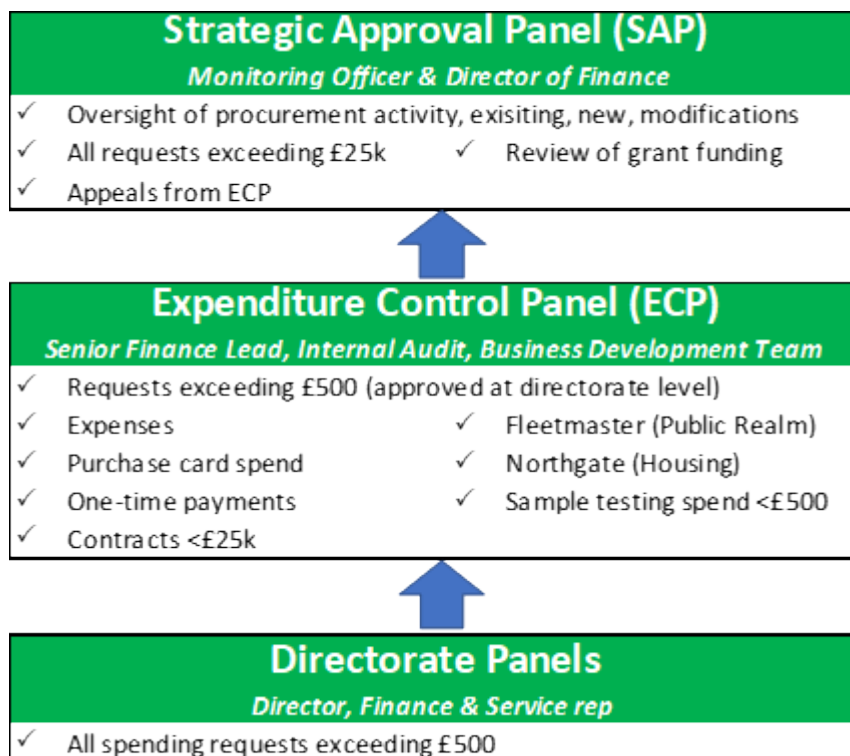 Strategic Approval Panel (SAP)
Monitoring Officer & Director of Finance
✓ Oversight of procurement activity, exisiting, new, modifications
✓ All requests exceeding £25k ✓ Review of grant funding
✓ Appeals from ECP
Expenditure Control Panel (ECP)
Senior Finance Lead, Internal Audit, Business Development Team
✓ Requests exceeding £500 (approved at directorate level)
✓ Expenses ✓ Fleetmaster (Public Realm)
✓ Purchase card spend ✓ Northgate (Housing)
✓ One-time payments ✓ Sample testing spend <£500
✓ Contracts <£25k
Directorate Panels
Director, Finance & Service rep
✓ All spending requests exceeding £500